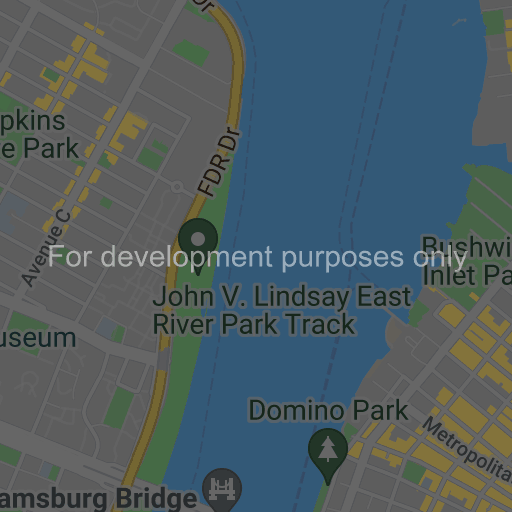 Dr
pkins
e Park
FDR Dr
Avenue C
For development purposes only
Bushwi
Inlet Pa
John V. Lindsay East
River Park Track
useum
Domino Park
Metropolita
amsburg Bridge